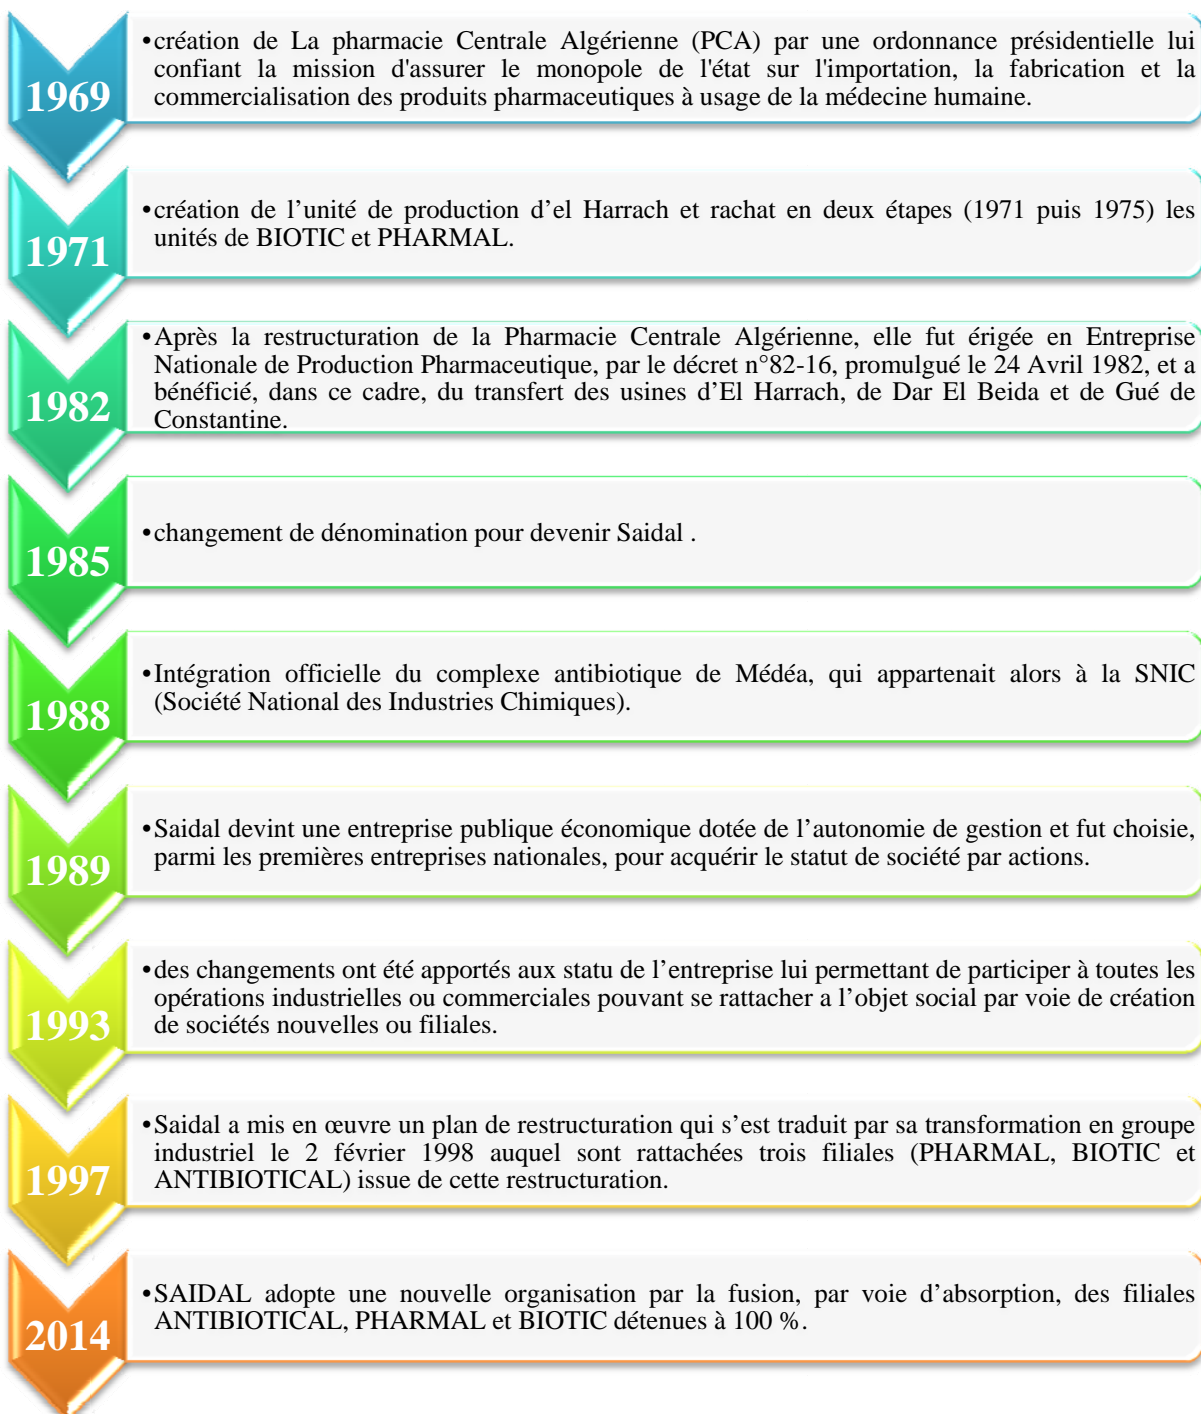 1969
•création de La pharmacie Centrale Algérienne (PCA) par une ordonnance présidentielle lui
confiant la mission d'assurer le monopole de l'état sur l'importation, la fabrication et la
commercialisation des produits pharmaceutiques à usage de la médecine humaine.
1971
•création de l’unité de production d’el Harrach et rachat en deux étapes (1971 puis 1975) les
unités de BIOTIC et PHARMAL.
1982
•Après la restructuration de la Pharmacie Centrale Algérienne, elle fut érigée en Entreprise
Nationale de Production Pharmaceutique, par le décret n°82-16, promulgué le 24 Avril 1982, et a
bénéficié, dans ce cadre, du transfert des usines d’El Harrach, de Dar El Beida et de Gué de
Constantine.
1985
•changement de dénomination pour devenir Saidal .
1988
•Intégration officielle du complexe antibiotique de Médéa, qui appartenait alors à la SNIC
(Société National des Industries Chimiques).
1989
•Saidal devint une entreprise publique économique dotée de l’autonomie de gestion et fut choisie,
parmi les premières entreprises nationales, pour acquérir le statut de société par actions.
1993
•des changements ont été apportés aux statu de l’entreprise lui permettant de participer à toutes les
opérations industrielles ou commerciales pouvant se rattacher a l’objet social par voie de création
de sociétés nouvelles ou filiales.
1997
•Saidal a mis en œuvre un plan de restructuration qui s’est traduit par sa transformation en groupe
industriel le 2 février 1998 auquel sont rattachées trois filiales (PHARMAL, BIOTIC et
ANTIBIOTICAL) issue de cette restructuration.
2014
•SAIDAL adopte une nouvelle organisation par la fusion, par voie d’absorption, des filiales
ANTIBIOTICAL, PHARMAL et BIOTIC détenues à 100 %.